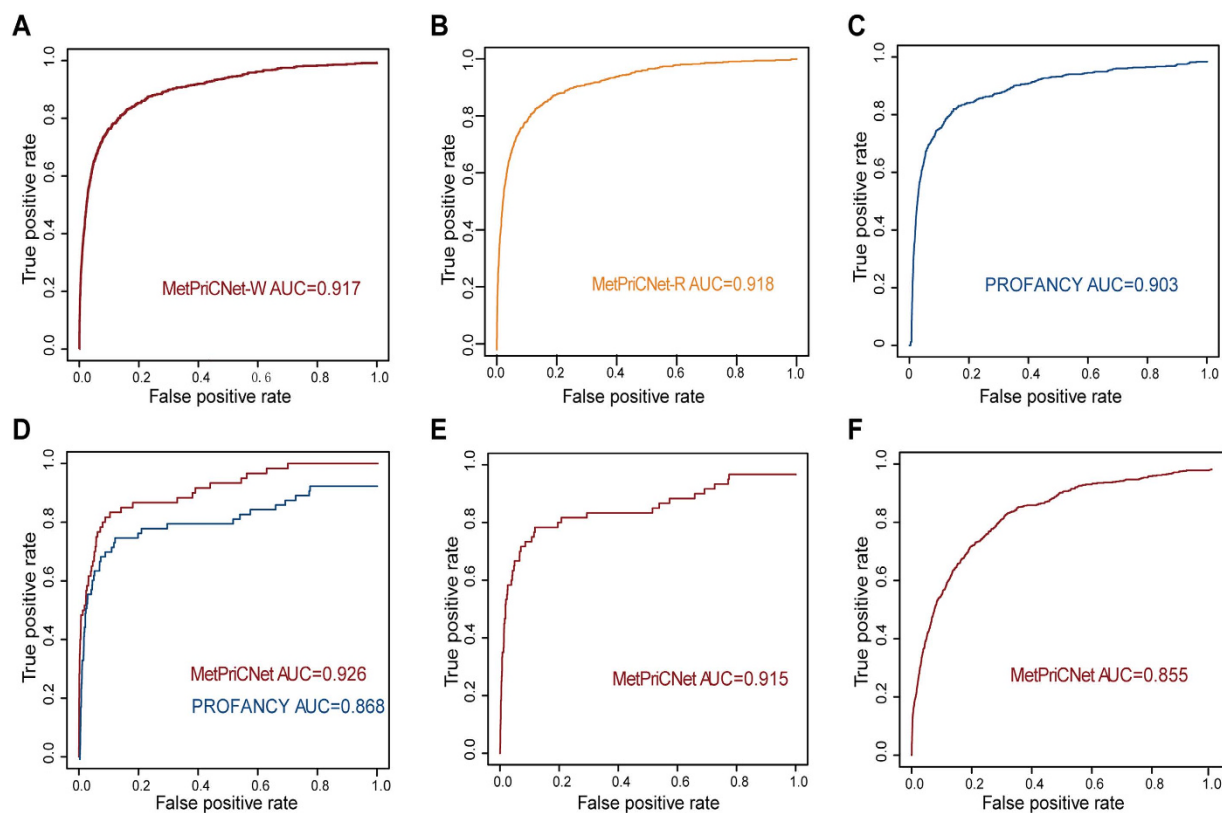 A
True positive rate
1.0
0.8
0.6
0.4
0.2
0.0
MetPriCNet-W AUC=0.917
0.0 0.2 0.4 0.6 0.8 1.0
False positive rate
B
True positive rate
1.0
0.8
0.6
0.4
0.2
0.0
MetPriCNet-R AUC=0.918
0.0 0.2 0.4 0.6 0.8 1.0
False positive rate
C
True positive rate
1.0
0.8
0.6
0.4
0.2
0
PROFANCY AUC=0.903
0 0.2 0.4 0.6 0.8 1.0
False positive rate
D
True positive rate
1.0
0.8
0.6
0.4
0.2
0.0
MetPriCNet AUC=0.926
PROFANCY AUC=0.868
0.0 0.2 0.4 0.6 0.8 1.0
False positive rate
E
True positive rate
1.0
0.8
0.6
0.4
0.2
0.0
MetPriCNet AUC=0.915
0.0 0.2 0.4 0.6 0.8 1.0
False positive rate
F
True positive rate
1.0
0.8
0.6
0.4
0.2
0.0
MetPriCNet AUC=0.855
0.0 0.2 0.4 0.6 0.8 1.0
False positive rate